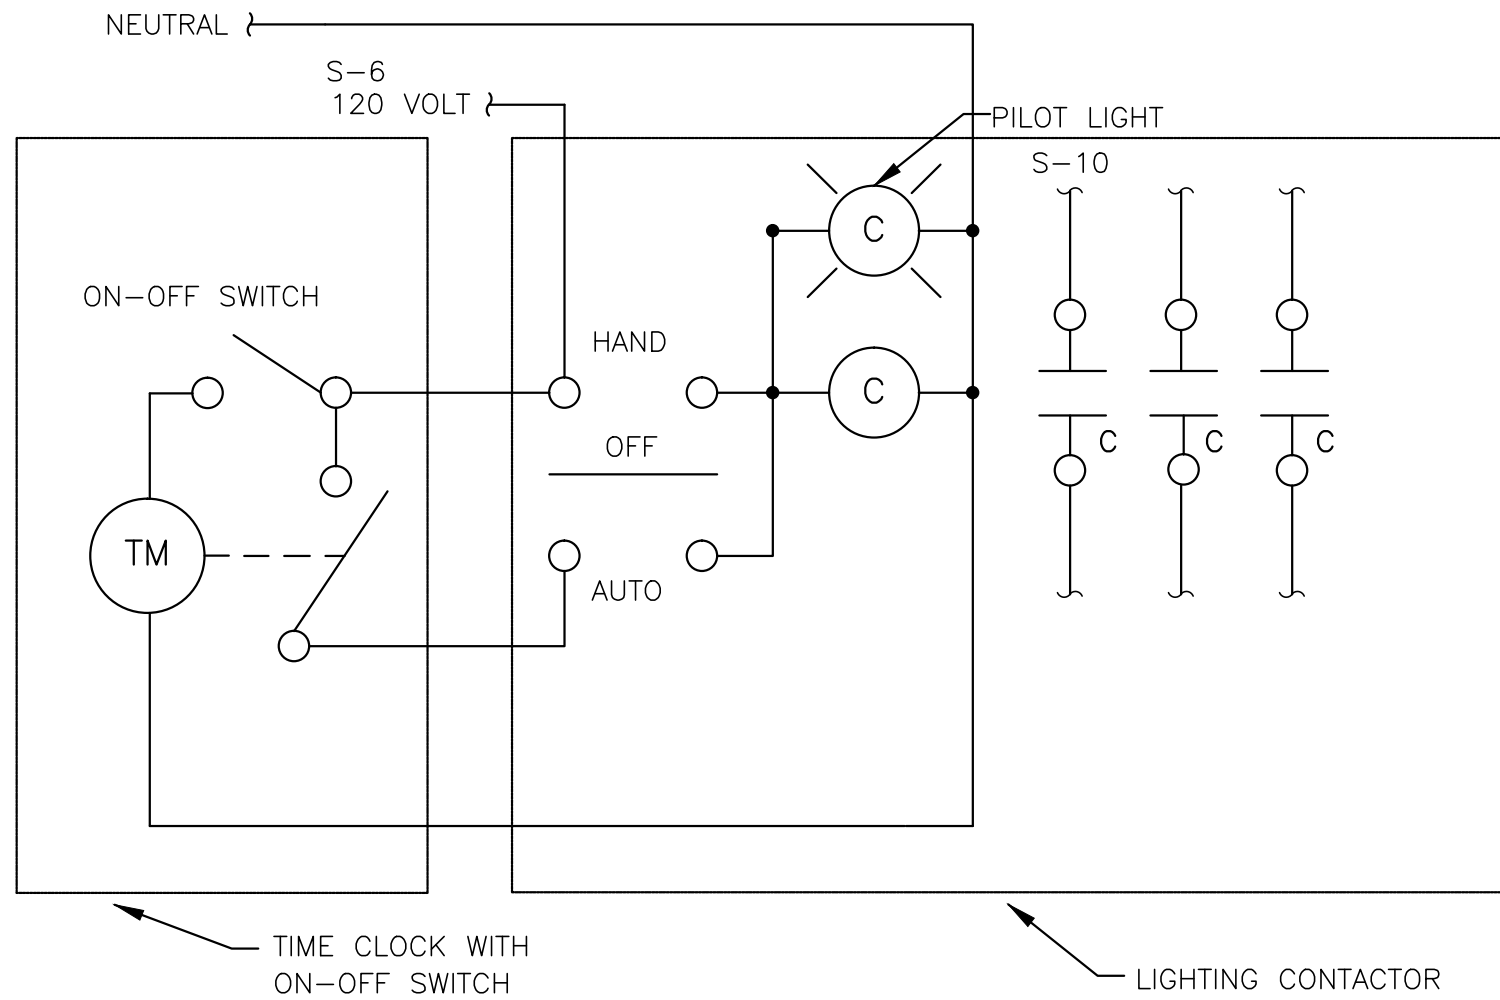 NEUTRAL
S-6
120 VOLT
PILOT LIGHT
S-10
C
ON-OFF SWITCH
HAND
C
OFF
C C C
TM
AUTO
TIME CLOCK WITH
ON-OFF SWITCH
LIGHTING CONTACTOR